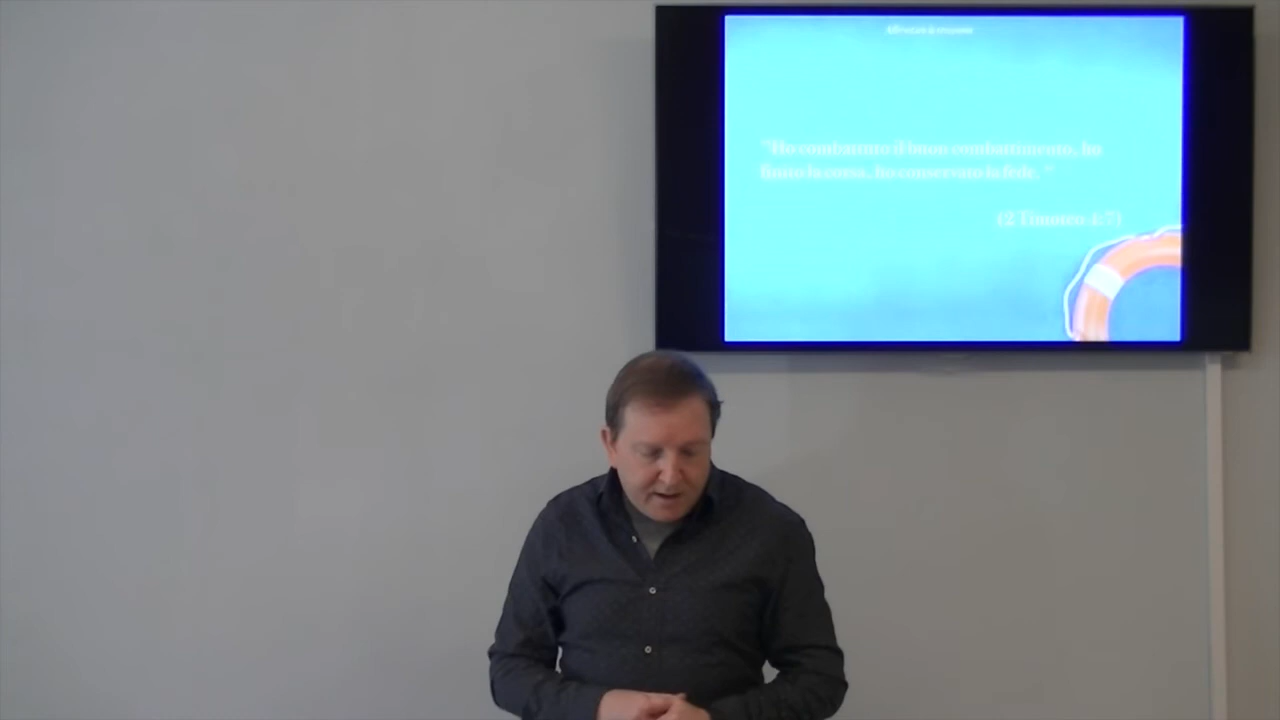 "Ho combattuto il buon combattimento, ho
finito la corsa, ho conservato la fede. "
(2 Timoteo 4:7)